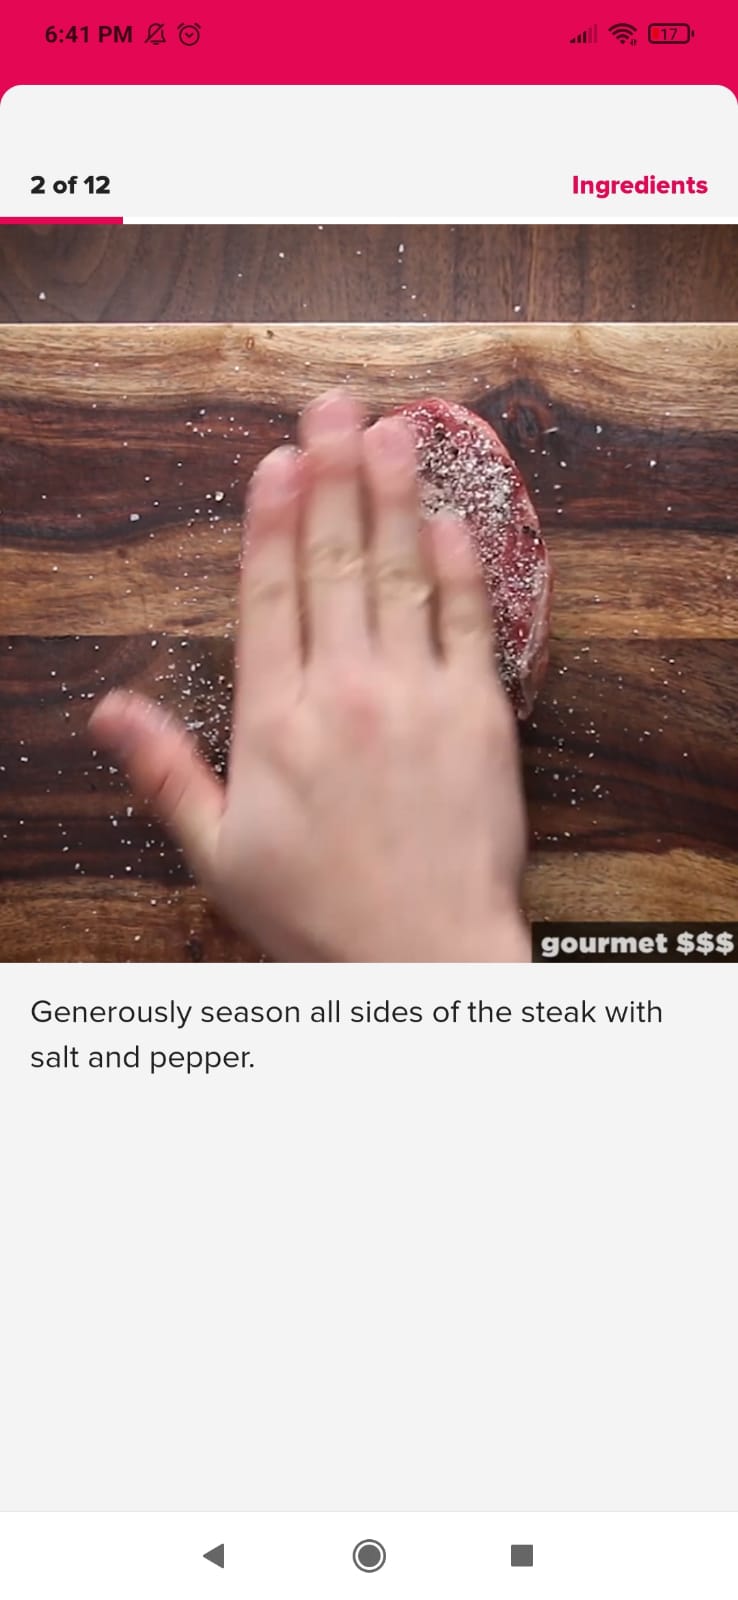 6:41 PM
17
2 of 12
Ingredients
gourmet $$$
Generously season all sides of the steak with
salt and pepper.